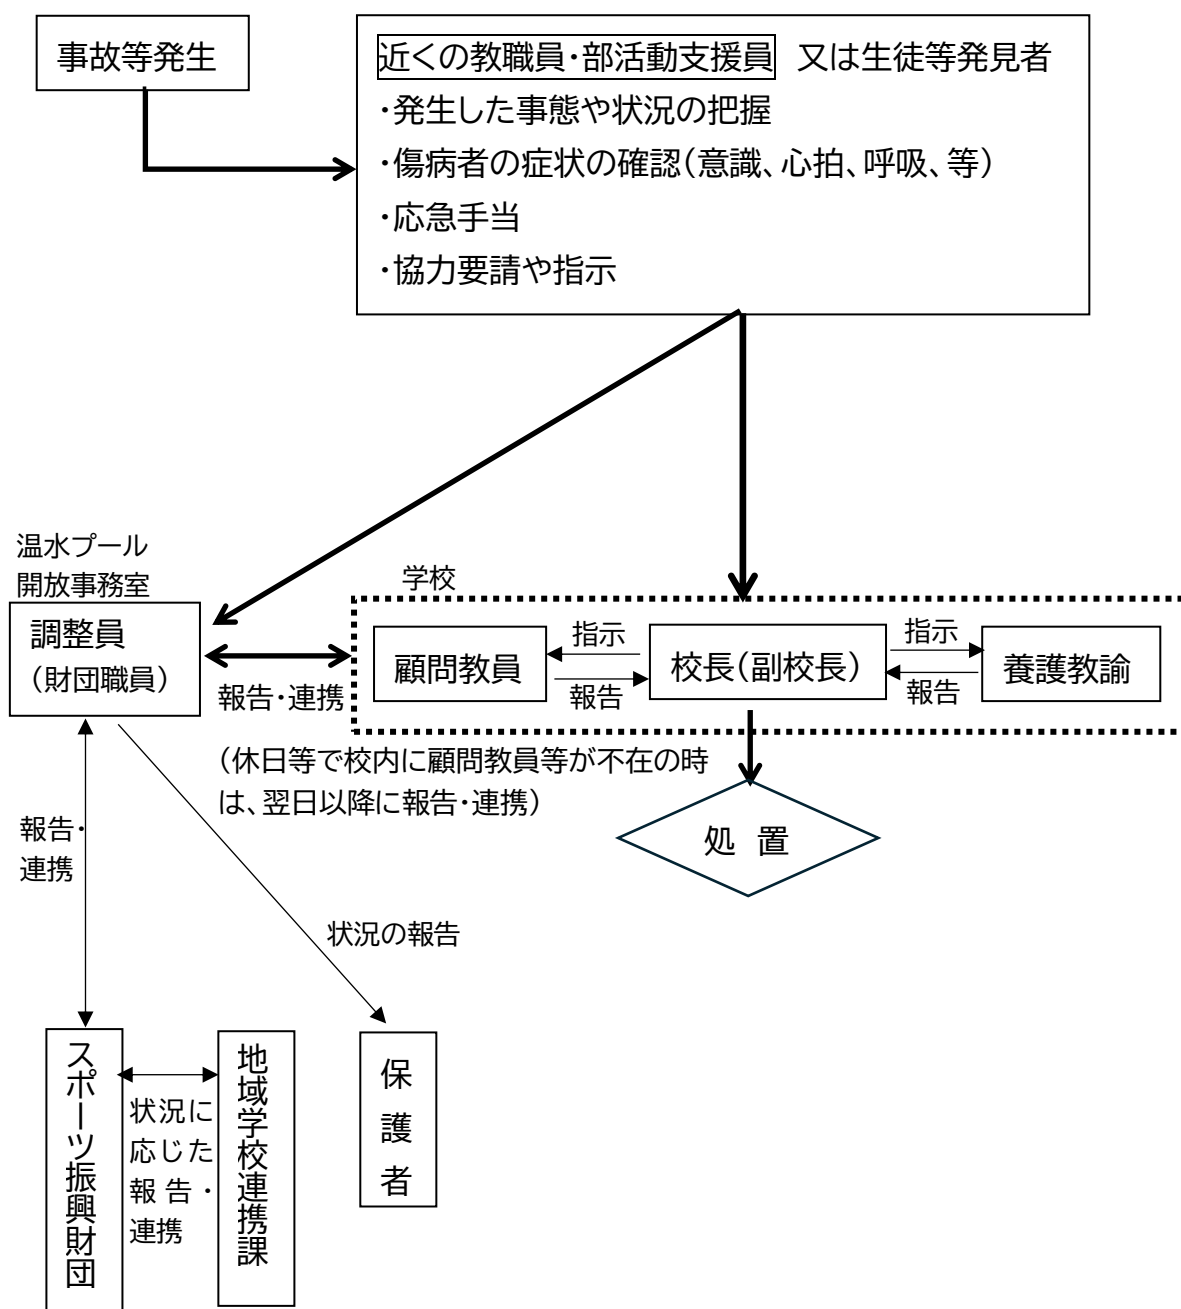 事故等発生
近くの教職員・部活動支援員 又は生徒等発見者
・発生した事態や状況の把握
・傷病者の症状の確認（意識、心拍、呼吸、等）
・応急手当
・協力要請や指示
温水プール
開放事務室
調整員
（財団職員）
報告・連携
学校
顧問教員
指示
報告
校長（副校長）
指示
報告
養護教諭
（休日等で校内に顧問教員等が不在の時
は、翌日以降に報告・連携）
処 置
報告・
連携
状況の報告
スポーツ振興財団
状況に
応じた
報告・
連携
地域学校連携課
保護者